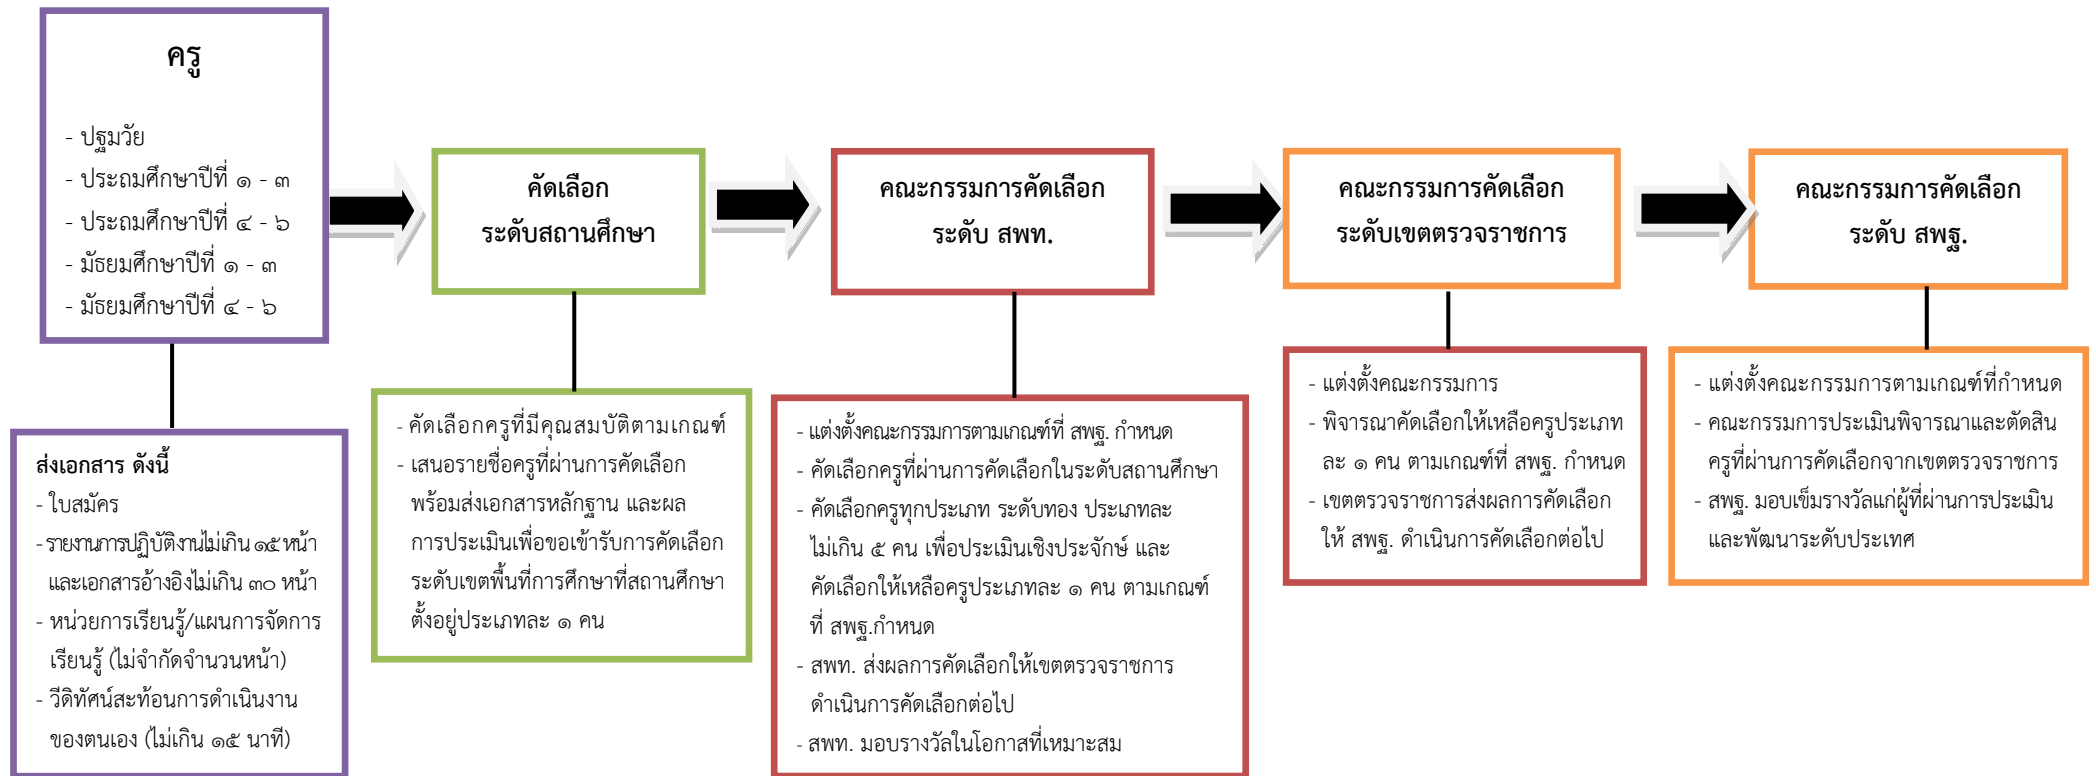 ครู
- ปฐมวัย
- ประถมศึกษาปีที่ ๑ - ๓
- ประถมศึกษาปีที่ ๔ - ๖
- มัธยมศึกษาปีที่ ๑ - ๓
- มัธยมศึกษาปีที่ ๔ - ๖
ส่งเอกสาร ดังนี้
- ใบสมัคร
- รายงานการปฏิบัติงานไม่เกิน ๑๕ หน้า
และเอกสารอ้างอิงไม่เกิน ๓๐ หน้า
- หน่วยการเรียนรู้/แผนการจัดการ
เรียนรู้ (ไม่จำกัดจำนวนหน้า)
- วีดิทัศน์สะท้อนการดำเนินงาน
ของตนเอง (ไม่เกิน ๑๕ นาที)
คัดเลือก
ระดับสถานศึกษา
- คัดเลือกครูที่มีคุณสมบัติตามเกณฑ์
- เสนอรายชื่อครูที่ผ่านการคัดเลือก
พร้อมส่งเอกสารหลักฐาน และผล
การประเมินเพื่อขอเข้ารับการคัดเลือก
ระดับเขตพื้นที่การศึกษาที่สถานศึกษา
ตั้งอยู่ประเภทละ ๑ คน
คณะกรรมการคัดเลือก
ระดับ สพท.
- แต่งตั้งคณะกรรมการตามเกณฑ์ที่ สพฐ. กำหนด
- คัดเลือกครูที่ผ่านการคัดเลือกในระดับสถานศึกษา
- คัดเลือกครูทุกประเภท ระดับทอง ประเภทละ
ไม่เกิน ๕ คน เพื่อประเมินเชิงประจักษ์ และ
คัดเลือกให้เหลือครูประเภทละ ๑ คน ตามเกณฑ์
ที่ สพฐ.กำหนด
- สพท. ส่งผลการคัดเลือกให้เขตตรวจราชการ
ดำเนินการคัดเลือกต่อไป
- สพท. มอบรางวัลในโอกาสที่เหมาะสม
คณะกรรมการคัดเลือก
ระดับเขตตรวจราชการ
- แต่งตั้งคณะกรรมการ
- พิจารณาคัดเลือกให้เหลือครูประเภท
ละ ๑ คน ตามเกณฑ์ที่ สพฐ. กำหนด
- เขตตรวจราชการส่งผลการคัดเลือก
ให้ สพฐ. ดำเนินการคัดเลือกต่อไป
คณะกรรมการคัดเลือก
ระดับ สพฐ.
- แต่งตั้งคณะกรรมการตามเกณฑ์ที่กำหนด
- คณะกรรมการประเมินพิจารณาและตัดสิน
ครูที่ผ่านการคัดเลือกจากเขตตรวจราชการ
- สพฐ. มอบเข็มรางวัลแก่ผู้ที่ผ่านการประเมิน
และพัฒนาระดับประเทศ